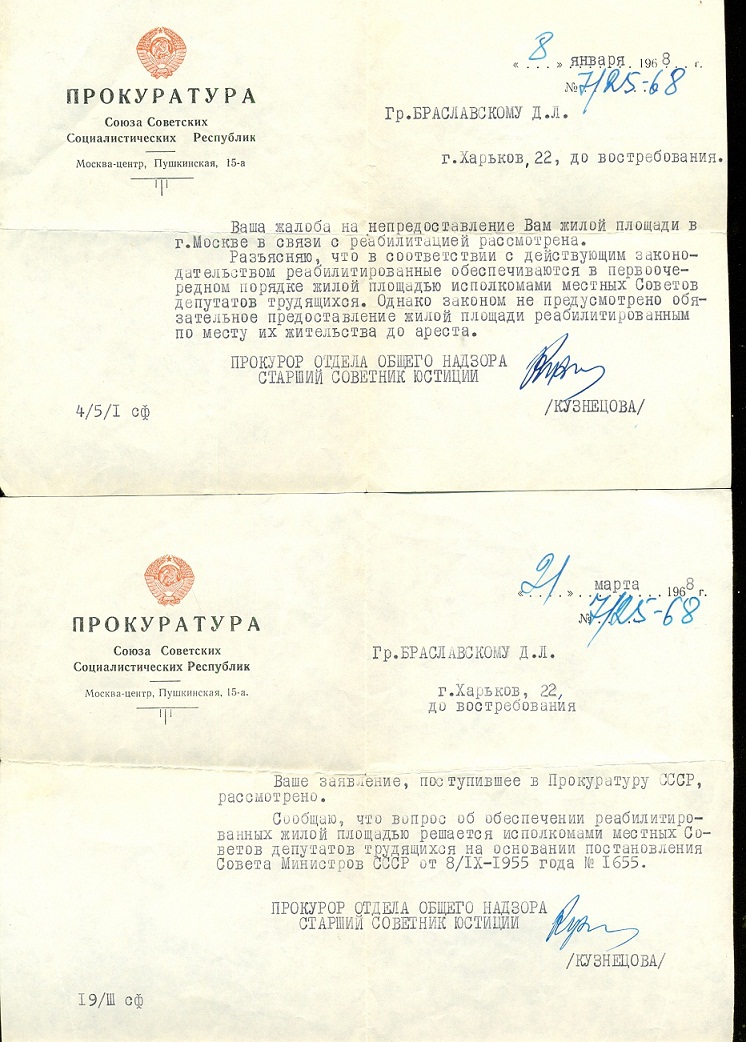 ПРОКУРАТУРА
Союза Советских
Социалистических Республик
Москва-центр, Пушкинская, 15-а
« 8 » января 1968 г.
№ 7/25-68
Гр.БРАСЛАВСКОМУ Д.Л.
г.Харьков, 22, до востребования.
Ваша жалоба на непредоставление Вам жилой площади в
г.Москве в связи с реабилитацией рассмотрена.
Разъясняю, что в соответствии с действующим законо-
дательством реабилитированные обеспечиваются в первооче-
редном порядке жилой площадью исполкомами местных Советов
депутатов трудящихся. Однако законом не предусмотрено обя-
зательное предоставление жилой площади реабилитированным
по месту их жительства до ареста.
ПРОКУРОР ОТДЕЛА ОБЩЕГО НАДЗОРА
СТАРШИЙ СОВЕТНИК ЮСТИЦИИ
/КУЗНЕЦОВА/
4/5/I сф
ПРОКУРАТУРА
Союза Советских
Социалистических Республик
Москва-центр, Пушкинская, 15-а.
« 21 » марта 1968 г.
№ 7/25-68
Гр.БРАСЛАВСКОМУ Д.Л.
г.Харьков, 22,
до востребования
Ваше заявление, поступившее в Прокуратуру СССР,
рассмотрено.
Сообщаю, что вопрос об обеспечении реабилитиро-
ванных жилой площадью решается исполкомами местных Со-
ветов депутатов трудящихся на основании постановления
Совета Министров СССР от 8/IX-1955 года № 1655.
ПРОКУРОР ОТДЕЛА ОБЩЕГО НАДЗОРА
СТАРШИЙ СОВЕТНИК ЮСТИЦИИ
/КУЗНЕЦОВА/
19/Ш сф